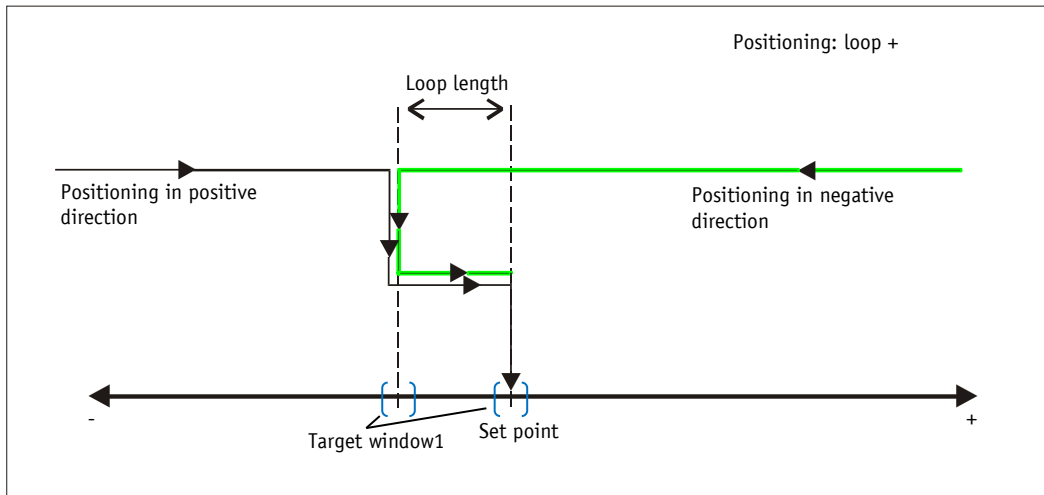 Positioning: loop +
Loop length
Positioning in positive
direction
Positioning in negative
direction
-
+
Target window1
Set point